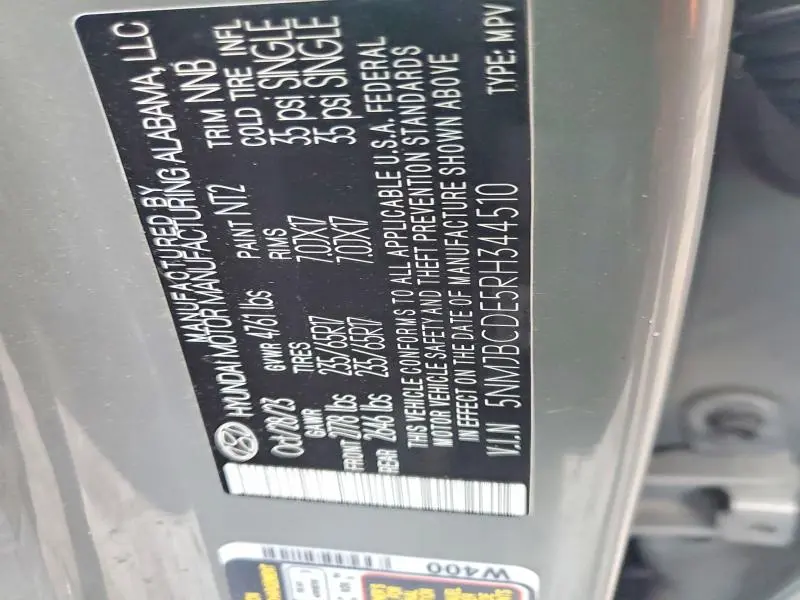 MANUFACTURED BY
HYUNDAI MOTOR MANUFACTURING ALABAMA, LLC
Oct/28/23 GVWR 4761 lbs PAINT NT2 TRIM NNB
GAWR TIRES RIMS COLD TIRE INFL
FRONT 2778 lbs 235/65R17 7.0JX17 35 psi SINGLE
REAR 2646 lbs 235/65R17 7.0JX17 35 psi SINGLE
THIS VEHICLE CONFORMS TO ALL APPLICABLE U.S.A. FEDERAL
MOTOR VEHICLE SAFETY AND THEFT PREVENTION STANDARDS
IN EFFECT ON THE DATE OF MANUFACTURE SHOWN ABOVE
V.I.N 5NMJBCDE5RH344510 TYPE: MPV
W400